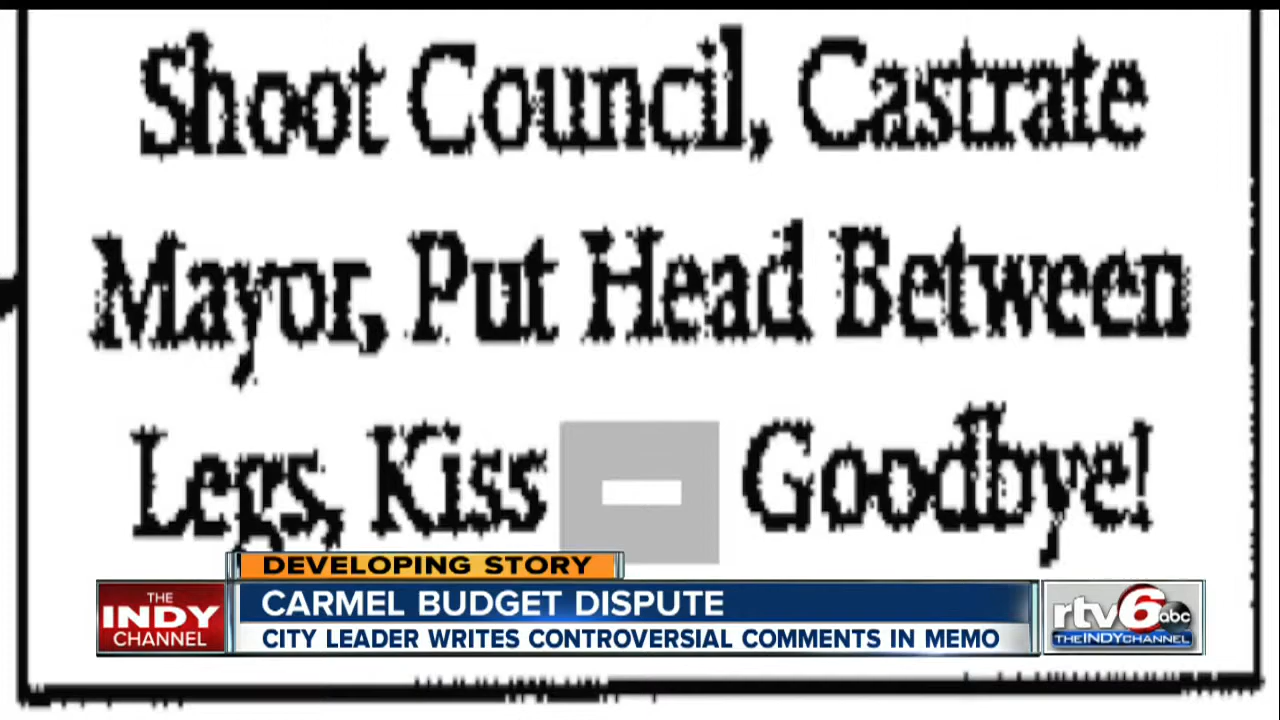 Shoot Council, Castrate
Mayor, Put Head Between
Legs, Kiss Goodbye!
DEVELOPING STORY
THE
INDY
CHANNEL
CARMEL BUDGET DISPUTE
CITY LEADER WRITES CONTROVERSIAL COMMENTS IN MEMO
rtv6 abc
THEINDYCHANNEL